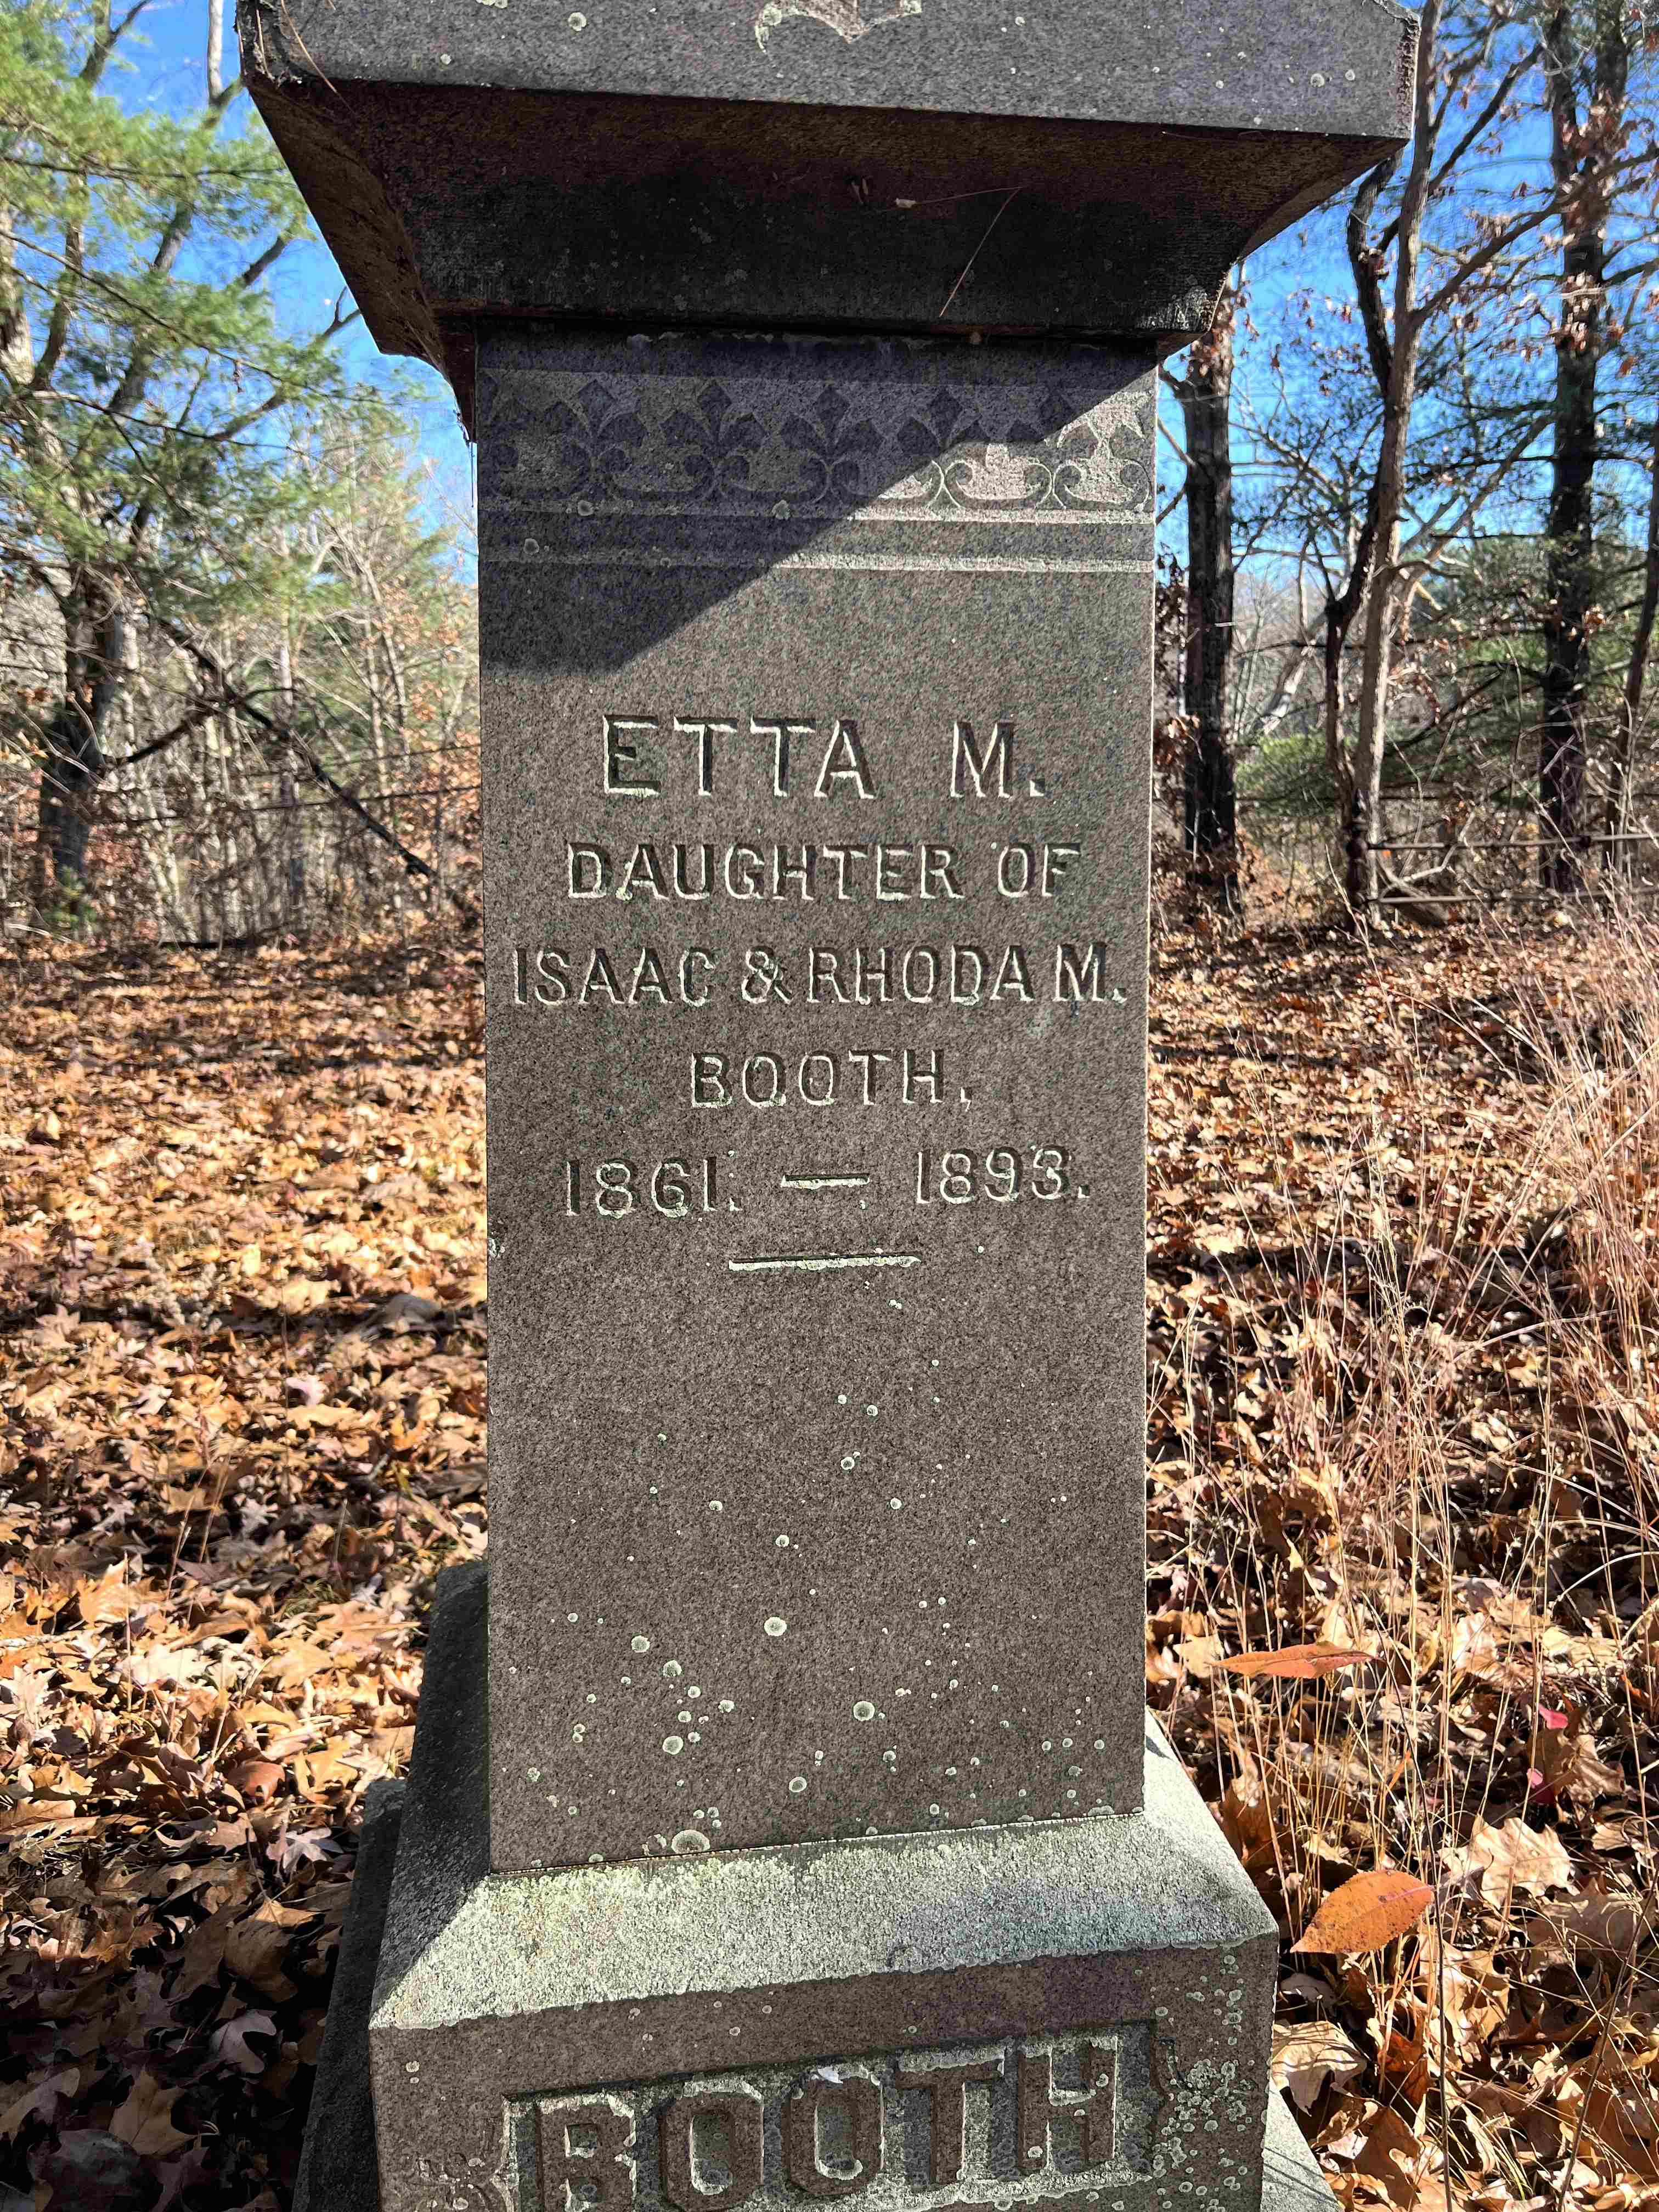 ETTA M.
DAUGHTER OF
ISAAC & RHODA M.
BOOTH,
1861. — 1893.
BOOTH